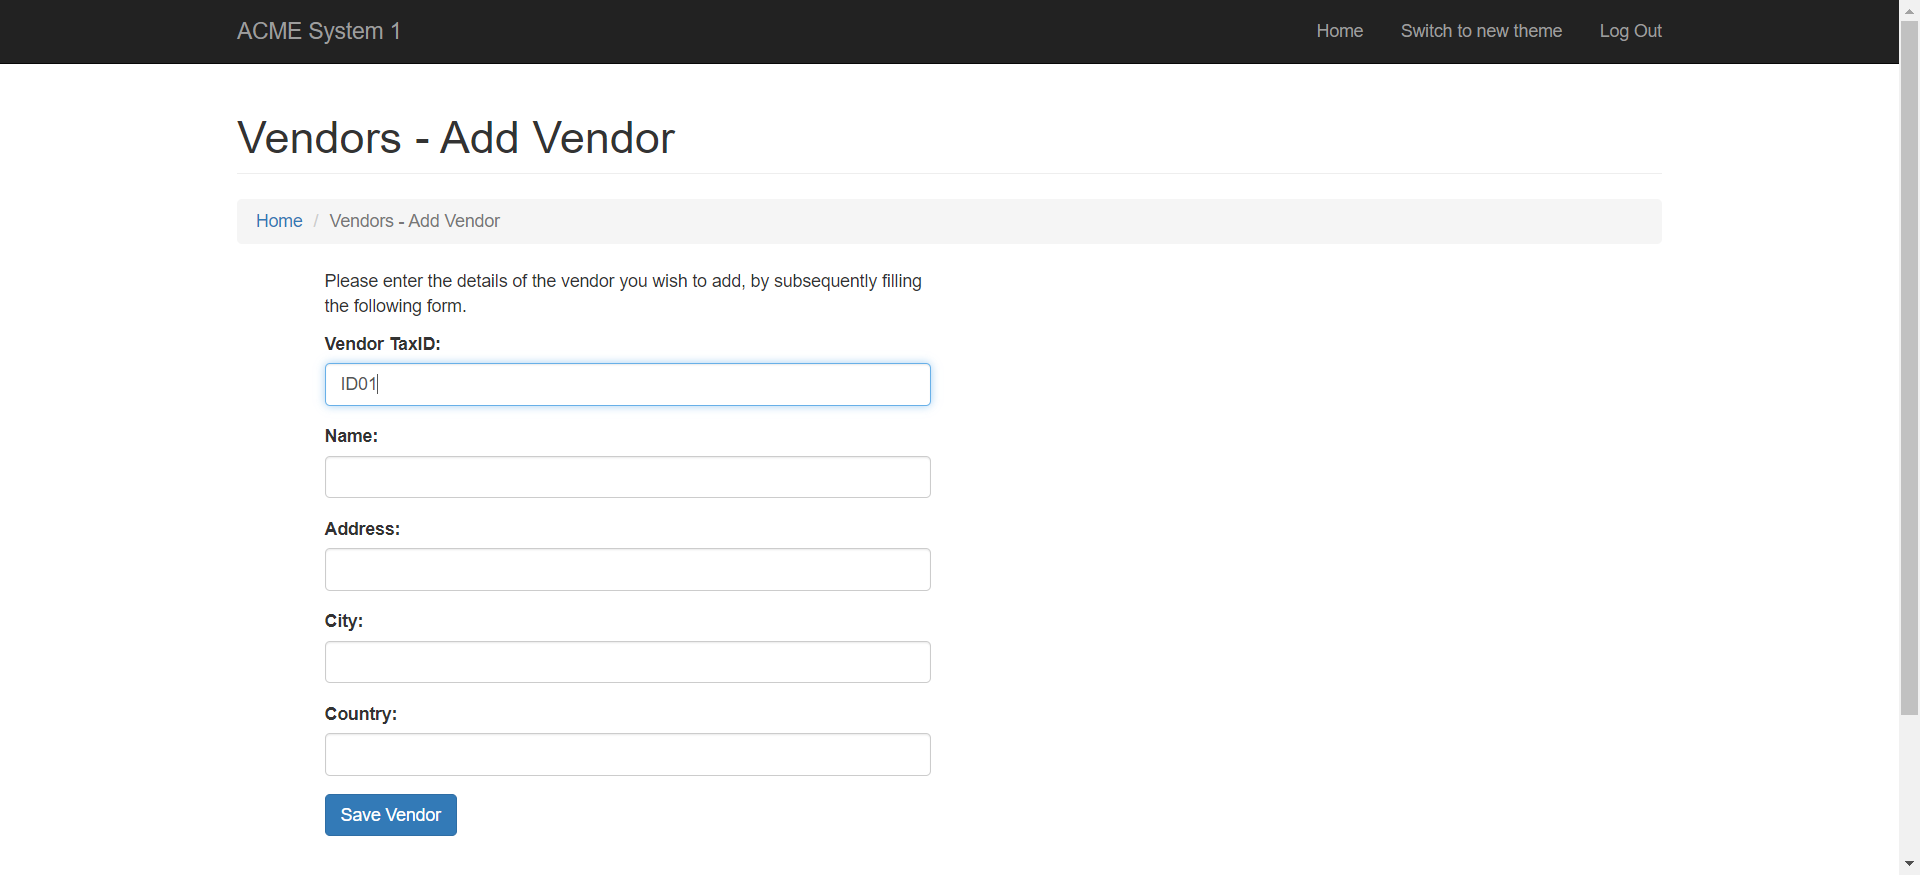 ACME System 1
Home
Switch to new theme
Log Out
Vendors - Add Vendor
Home / Vendors - Add Vendor
Please enter the details of the vendor you wish to add, by subsequently filling
the following form.
Vendor TaxID:
ID01
Name:
Address:
City:
Country:
Save Vendor